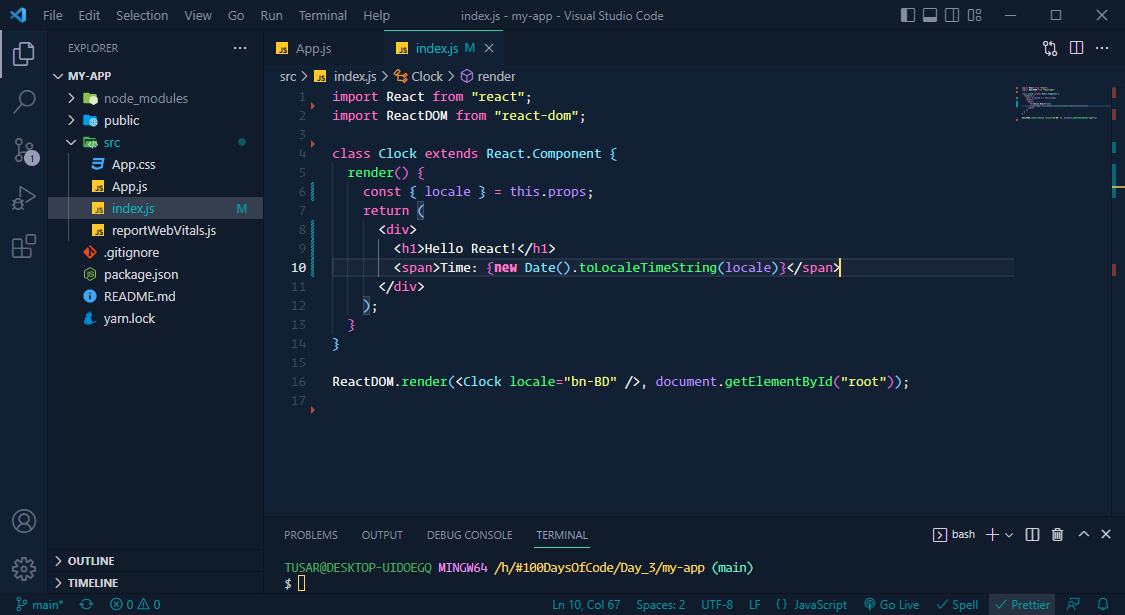 File Edit Selection View Go Run Terminal Help index.js - my-app - Visual Studio Code
EXPLORER
MY-APP
node_modules
public
src
App.css
JS App.js
JS index.js M
JS reportWebVitals.js
.gitignore
package.json
README.md
yarn.lock
OUTLINE
TIMELINE
1
JS App.js JS index.js M
src > JS index.js > Clock > render
1 import React from "react";
2 import ReactDOM from "react-dom";
3
4 class Clock extends React.Component {
5 render() {
6 const { locale } = this.props;
7 return (
8 <div>
9 <h1>Hello React!</h1>
10 <span>Time: {new Date().toLocaleTimeString(locale)}</span>
11 </div>
12 );
13 }
14 }
15
16 ReactDOM.render(<Clock locale="bn-BD" />, document.getElementById("root"));
17
PROBLEMS OUTPUT DEBUG CONSOLE TERMINAL bash
TUSAR@DESKTOP-UIDOEGQ MINGW64 /h/#100DaysOfCode/Day_3/my-app (main)
$
main* 0 0 Ln 10, Col 67 Spaces: 2 UTF-8 LF {} JavaScript Go Live Spell Prettier